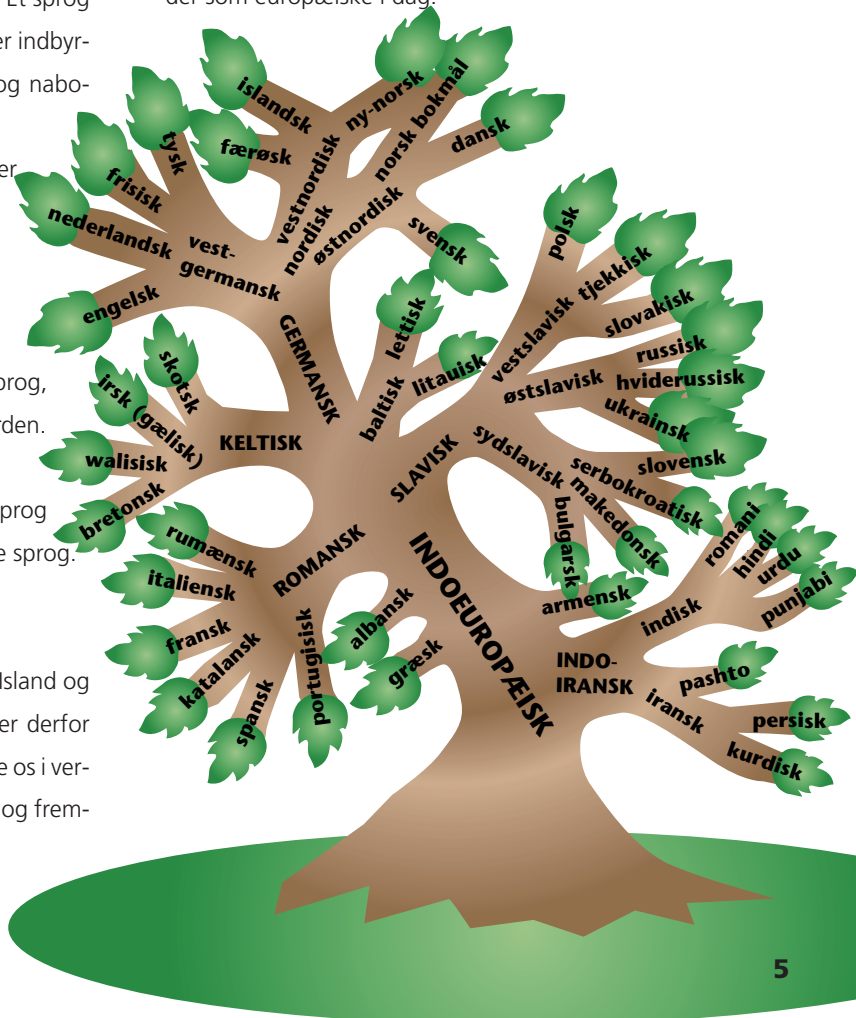 Et sprog
er indbyr-
og nabo-
er
prog,
rden.
prog
e sprog.
Island og
er derfor
e os i ver-
og frem-
der som europæiske i dag.
islandsk
færøsk
tysk
frisisk
nederlandsk
engelsk
vest-
germansk
vestnordisk
nordisk
østnordisk
ny-norsk
norsk bokmål
dansk
svensk
GERMANSK
skotsk
irsk (gælisk)
walisisk
bretonsk
KELTISK
baltisk
lettisk
litauisk
SLAVISK
vestslavisk
polsk
tjekkisk
slovakisk
østslavisk
russisk
hviderussisk
ukrainsk
sydslavisk
slovensk
serbokroatisk
makedonsk
bulgarsk
ROMANSK
rumænsk
italiensk
fransk
katalansk
spansk
portugisisk
albansk
græsk
INDOEUROPÆISK
armensk
INDO-
IRANSK
indisk
romani
hindi
urdu
punjabi
iransk
pashto
persisk
kurdisk
5